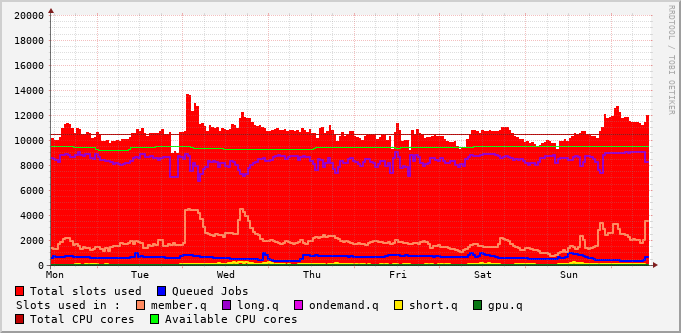 RRDTOOL / TOBI OETIKER
20000
18000
16000
14000
12000
10000
8000
6000
4000
2000
0
Mon Tue Wed Thu Fri Sat Sun
Total slots used Queued Jobs
Slots used in : member.q long.q ondemand.q short.q gpu.q
Total CPU cores Available CPU cores